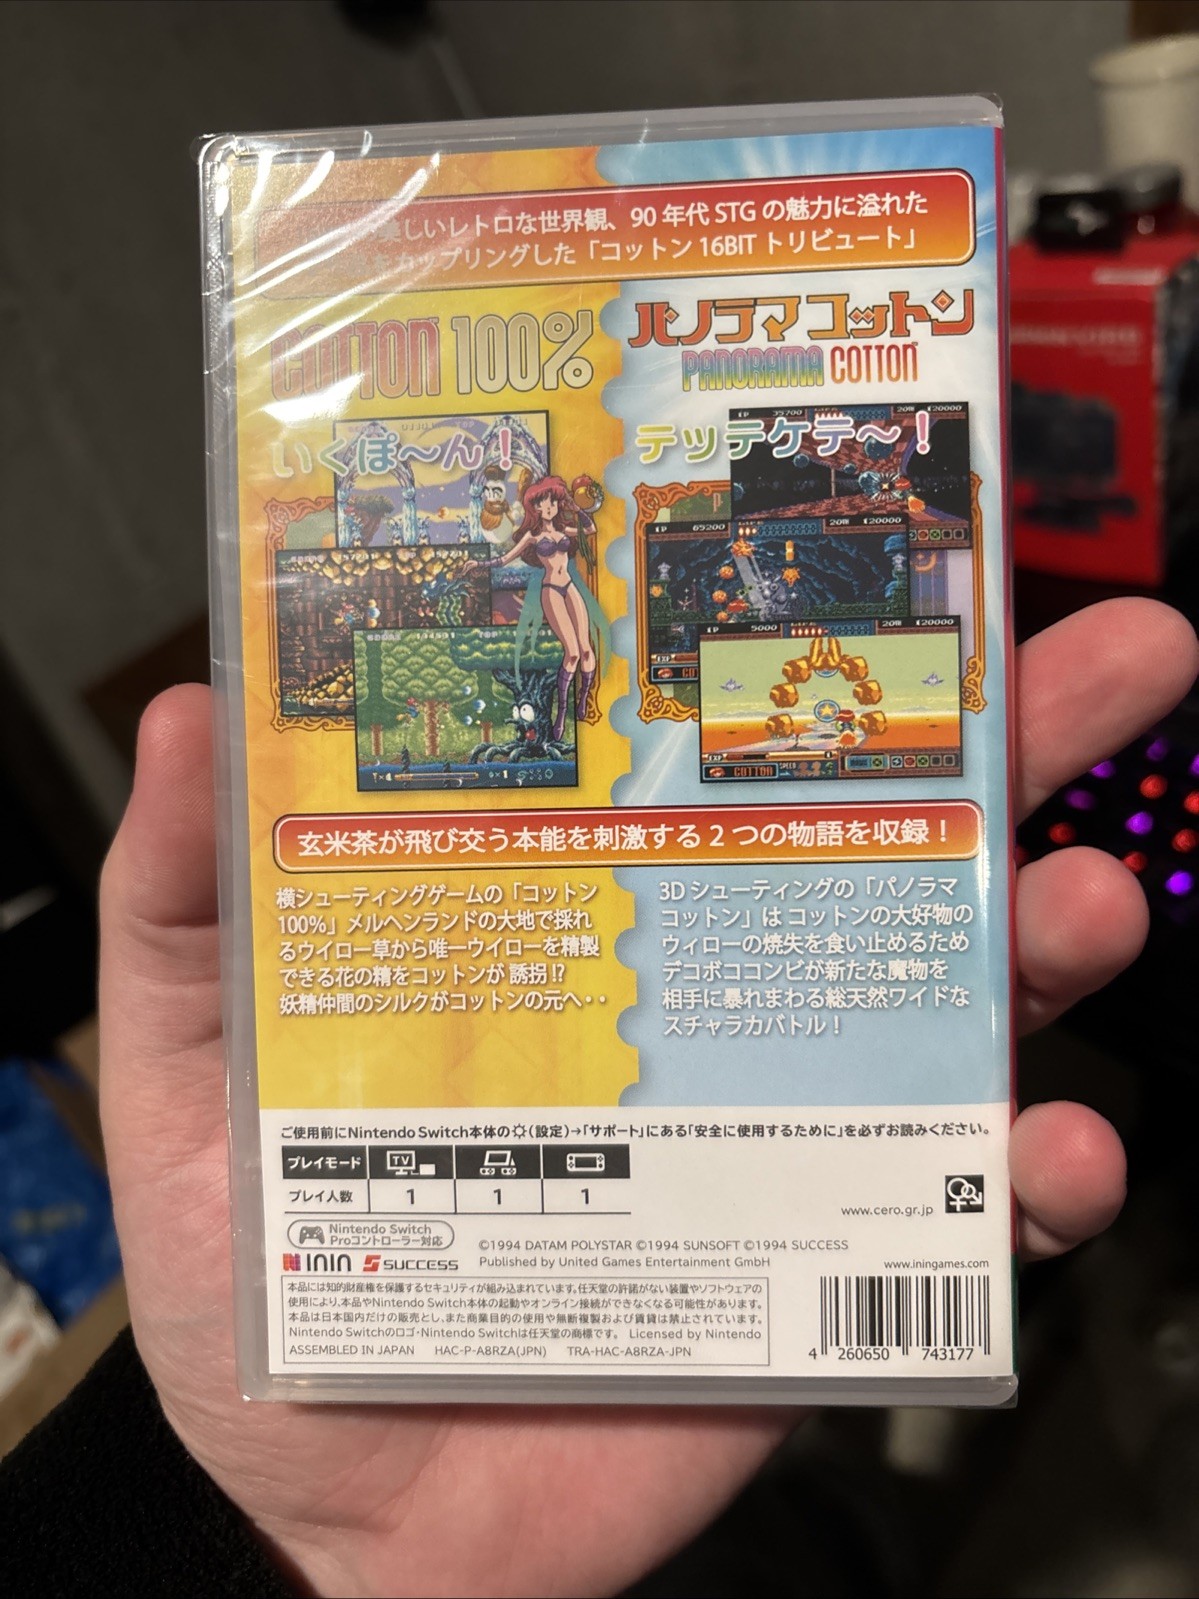 美しいレトロな世界観、90年代STGの魅力に溢れた
をカップリングした「コットン16BITトリビュート」
COTTON 100%
パノラマコットン
PANORAMA COTTON
いくぽ〜ん！
テッテケテ〜！
玄米茶が飛び交う本能を刺激する2つの物語を収録！
横シューティングゲームの「コットン
100%」メルヘンランドの大地で採れ
るウイロー草から唯一ウイローを精製
できる花の精をコットンが 誘拐!?
妖精仲間のシルクがコットンの元へ・・
3Dシューティングの「パノラマ
コットン」は コットンの大好物の
ウィローの焼失を食い止めるため
デコボココンビが新たな魔物を
相手に暴れまわる総天然ワイドな
スチャラカバトル！
ご使用前にNintendo Switch本体の(設定)→「サポート」にある「安全に使用するために」を必ずお読みください。
プレイモード TV
プレイ人数 1 1 1
Nintendo Switch
Proコントローラー対応
www.cero.gr.jp
ININ SUCCESS
©1994 DATAM POLYSTAR ©1994 SUNSOFT ©1994 SUCCESS
Published by United Games Entertainment GmbH
www.iningames.com
本品には知的財産権を保護するセキュリティが組み込まれています。任天堂の許諾がない装置やソフトウェアの
使用により、本品やNintendo Switch本体の起動やオンライン接続ができなくなる可能性があります。
本品は日本国内だけの販売とし、また商業目的の使用や無断複製および賃貸は禁止されています。
Nintendo Switchのロゴ・Nintendo Switchは任天堂の商標です。 Licensed by Nintendo
ASSEMBLED IN JAPAN HAC-P-A8RZA(JPN) TRA-HAC-A8RZA-JPN
4 260650 743177